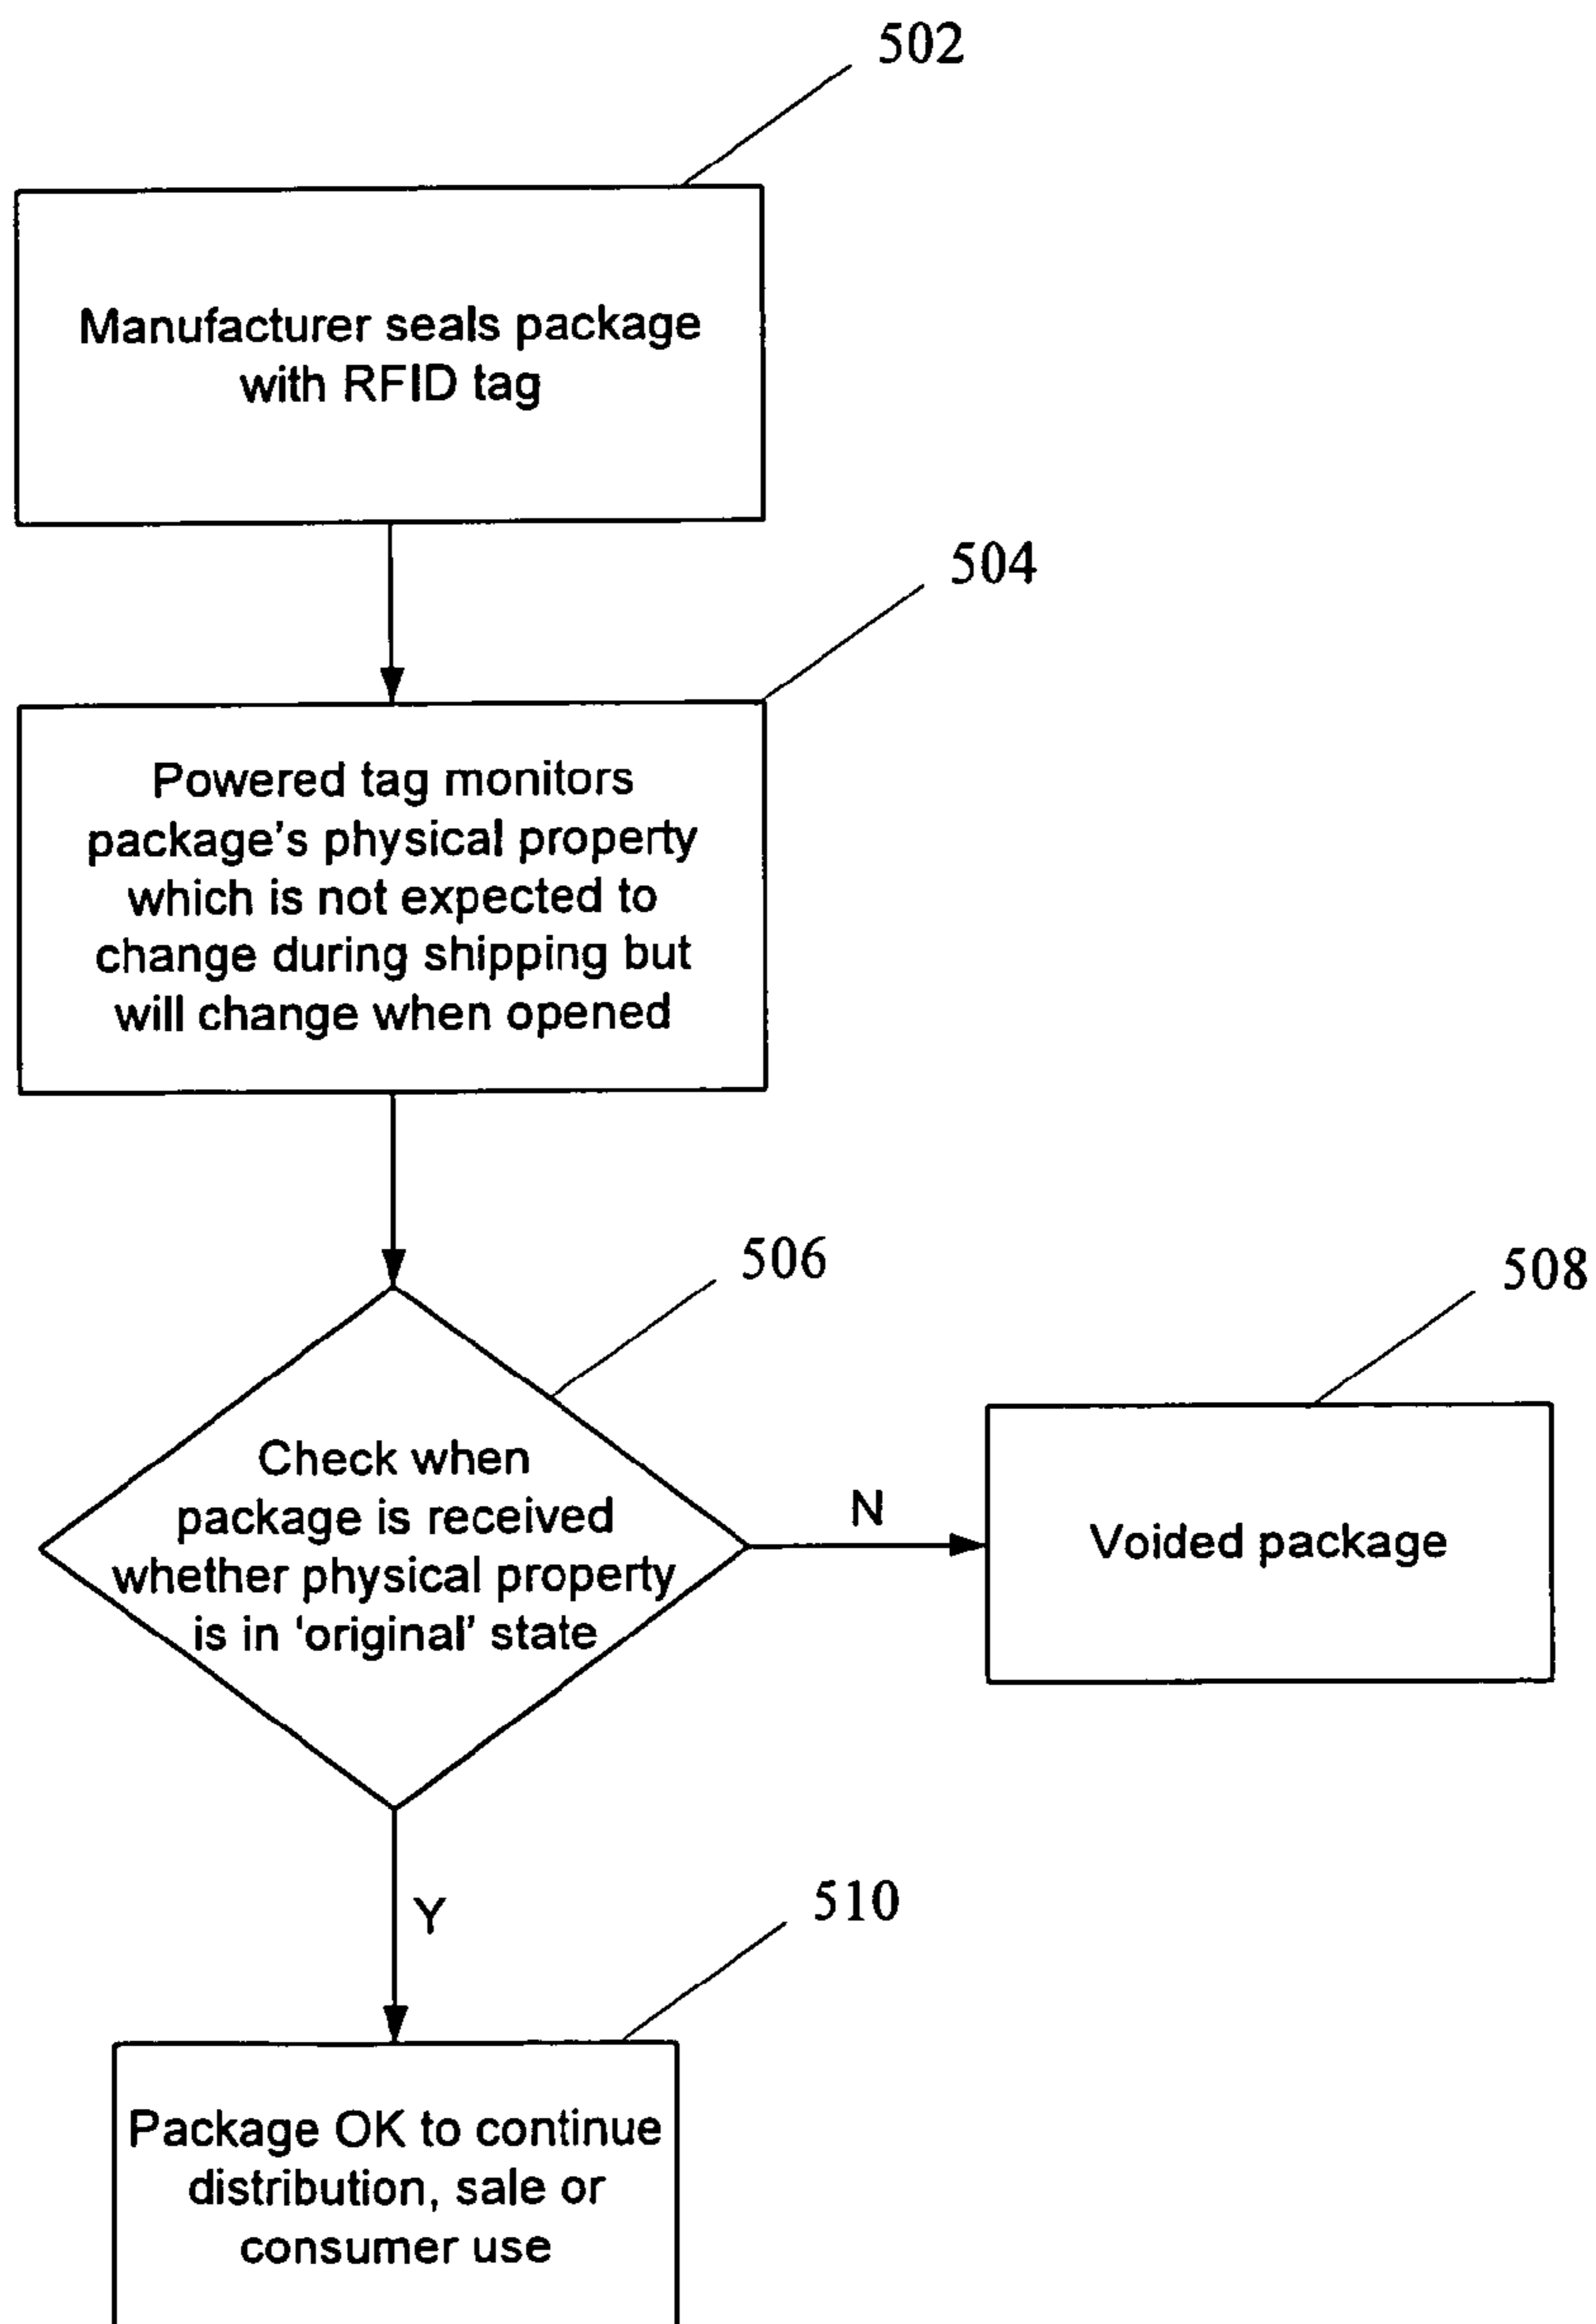 502
Manufacturer seals package
with RFID tag
504
Powered tag monitors
package's physical property
which is not expected to
change during shipping but
will change when opened
506
508
Check when
package is received
whether physical property
is in 'original' state
N
Voided package
Y
510
Package OK to continue
distribution, sale or
consumer use